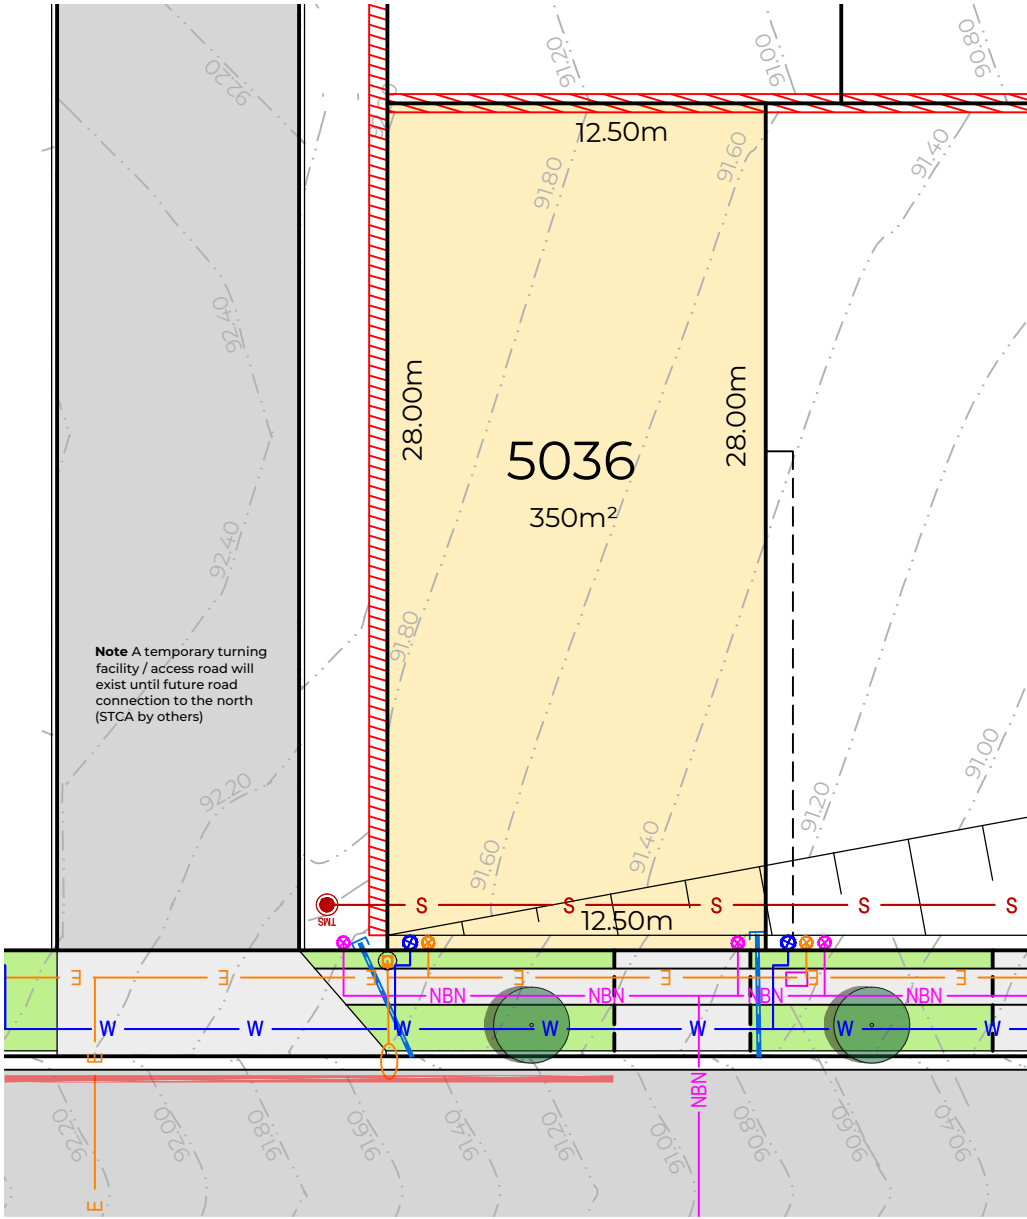 92.20
91.20
91.00
90.80
12.50m
91.80
91.60
91.40
92.40
28.00m
28.00m
5036
350m²
92.40
91.80
Note A temporary turning
facility / access road will
exist until future road
connection to the north
(STCA by others)
92.20
91.60
91.40
91.20
91.00
S
S
S
S
S
TMS
12.50m
E
E
E
E
E
E
E
NBN
NBN
NBN
NBN
W
W
W
W
W
W
W
E
NBN
92.20
92.00
91.80
91.60
91.40
91.20
91.00
90.80
90.60
90.40
E